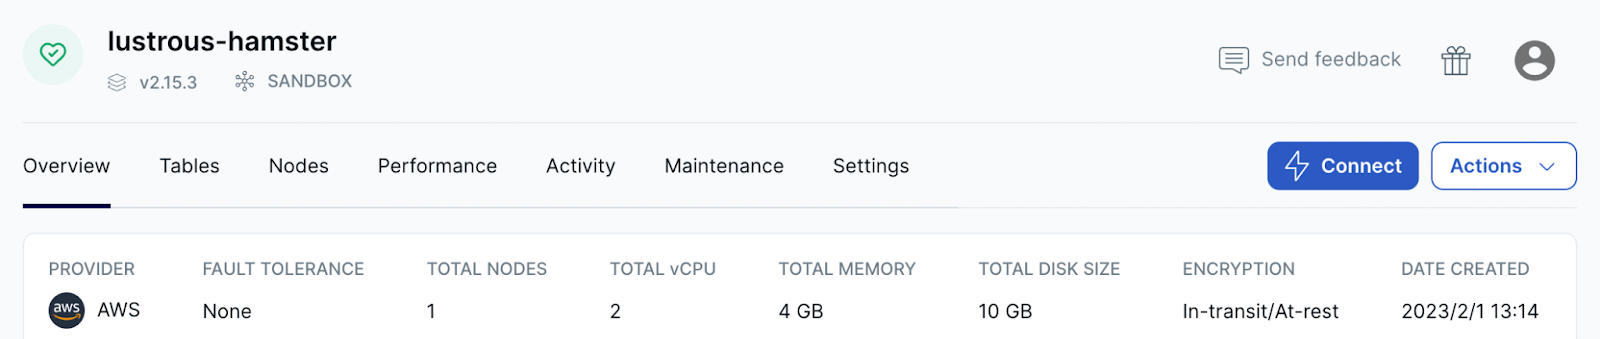 lustrous-hamster
v2.15.3 SANDBOX
Send feedback
Overview Tables Nodes Performance Activity Maintenance Settings
Connect Actions
PROVIDER FAULT TOLERANCE TOTAL NODES TOTAL vCPU TOTAL MEMORY TOTAL DISK SIZE ENCRYPTION DATE CREATED
aws AWS None 1 2 4 GB 10 GB In-transit/At-rest 2023/2/1 13:14